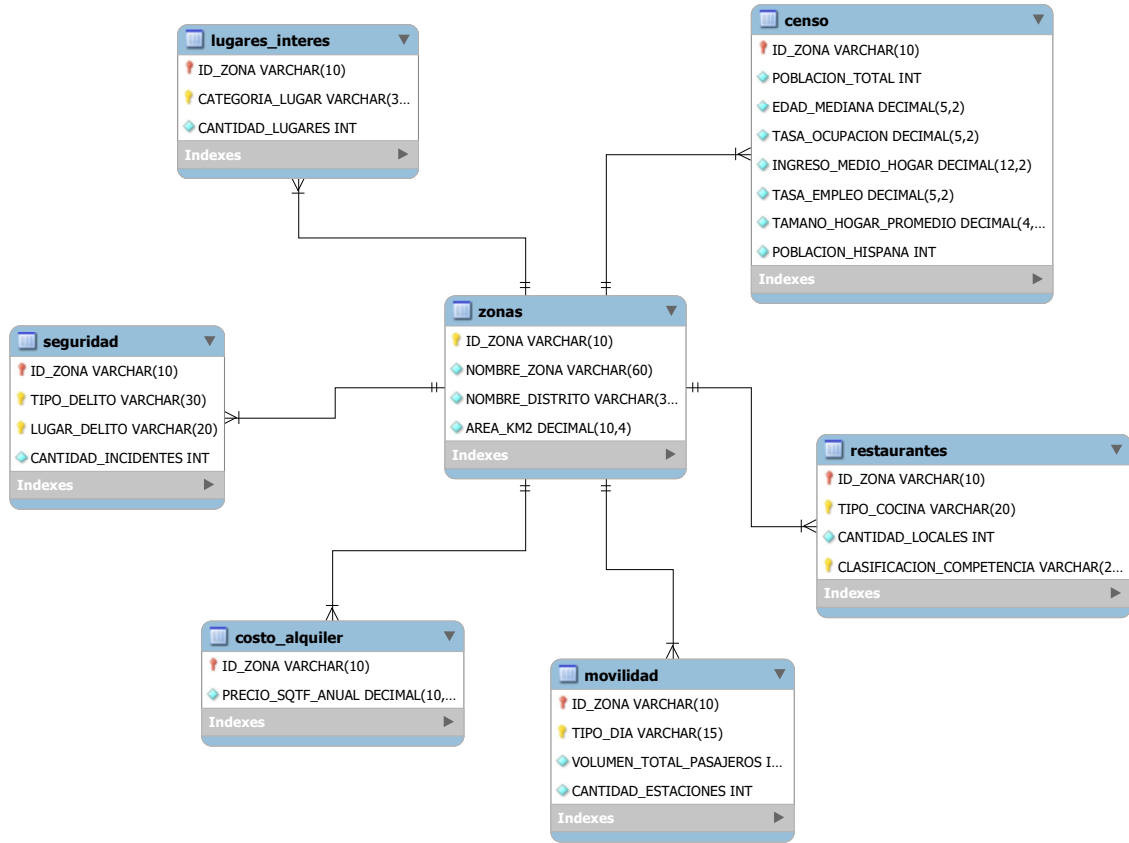 lugares_interes
ID_ZONA VARCHAR(10)
CATEGORIA_LUGAR VARCHAR(3...
CANTIDAD_LUGARES INT
Indexes
censo
ID_ZONA VARCHAR(10)
POBLACION_TOTAL INT
EDAD_MEDIANA DECIMAL(5,2)
TASA_OCUPACION DECIMAL(5,2)
INGRESO_MEDIO_HOGAR DECIMAL(12,2)
TASA_EMPLEO DECIMAL(5,2)
TAMANO_HOGAR_PROMEDIO DECIMAL(4,...
POBLACION_HISPANA INT
Indexes
zonas
ID_ZONA VARCHAR(10)
NOMBRE_ZONA VARCHAR(60)
NOMBRE_DISTRITO VARCHAR(3...
AREA_KM2 DECIMAL(10,4)
Indexes
seguridad
ID_ZONA VARCHAR(10)
TIPO_DELITO VARCHAR(30)
LUGAR_DELITO VARCHAR(20)
CANTIDAD_INCIDENTES INT
Indexes
restaurantes
ID_ZONA VARCHAR(10)
TIPO_COCINA VARCHAR(20)
CANTIDAD_LOCALES INT
CLASIFICACION_COMPETENCIA VARCHAR(2...
Indexes
costo_alquiler
ID_ZONA VARCHAR(10)
PRECIO_SQTF_ANUAL DECIMAL(10,...
Indexes
movilidad
ID_ZONA VARCHAR(10)
TIPO_DIA VARCHAR(15)
VOLUMEN_TOTAL_PASAJEROS I...
CANTIDAD_ESTACIONES INT
Indexes